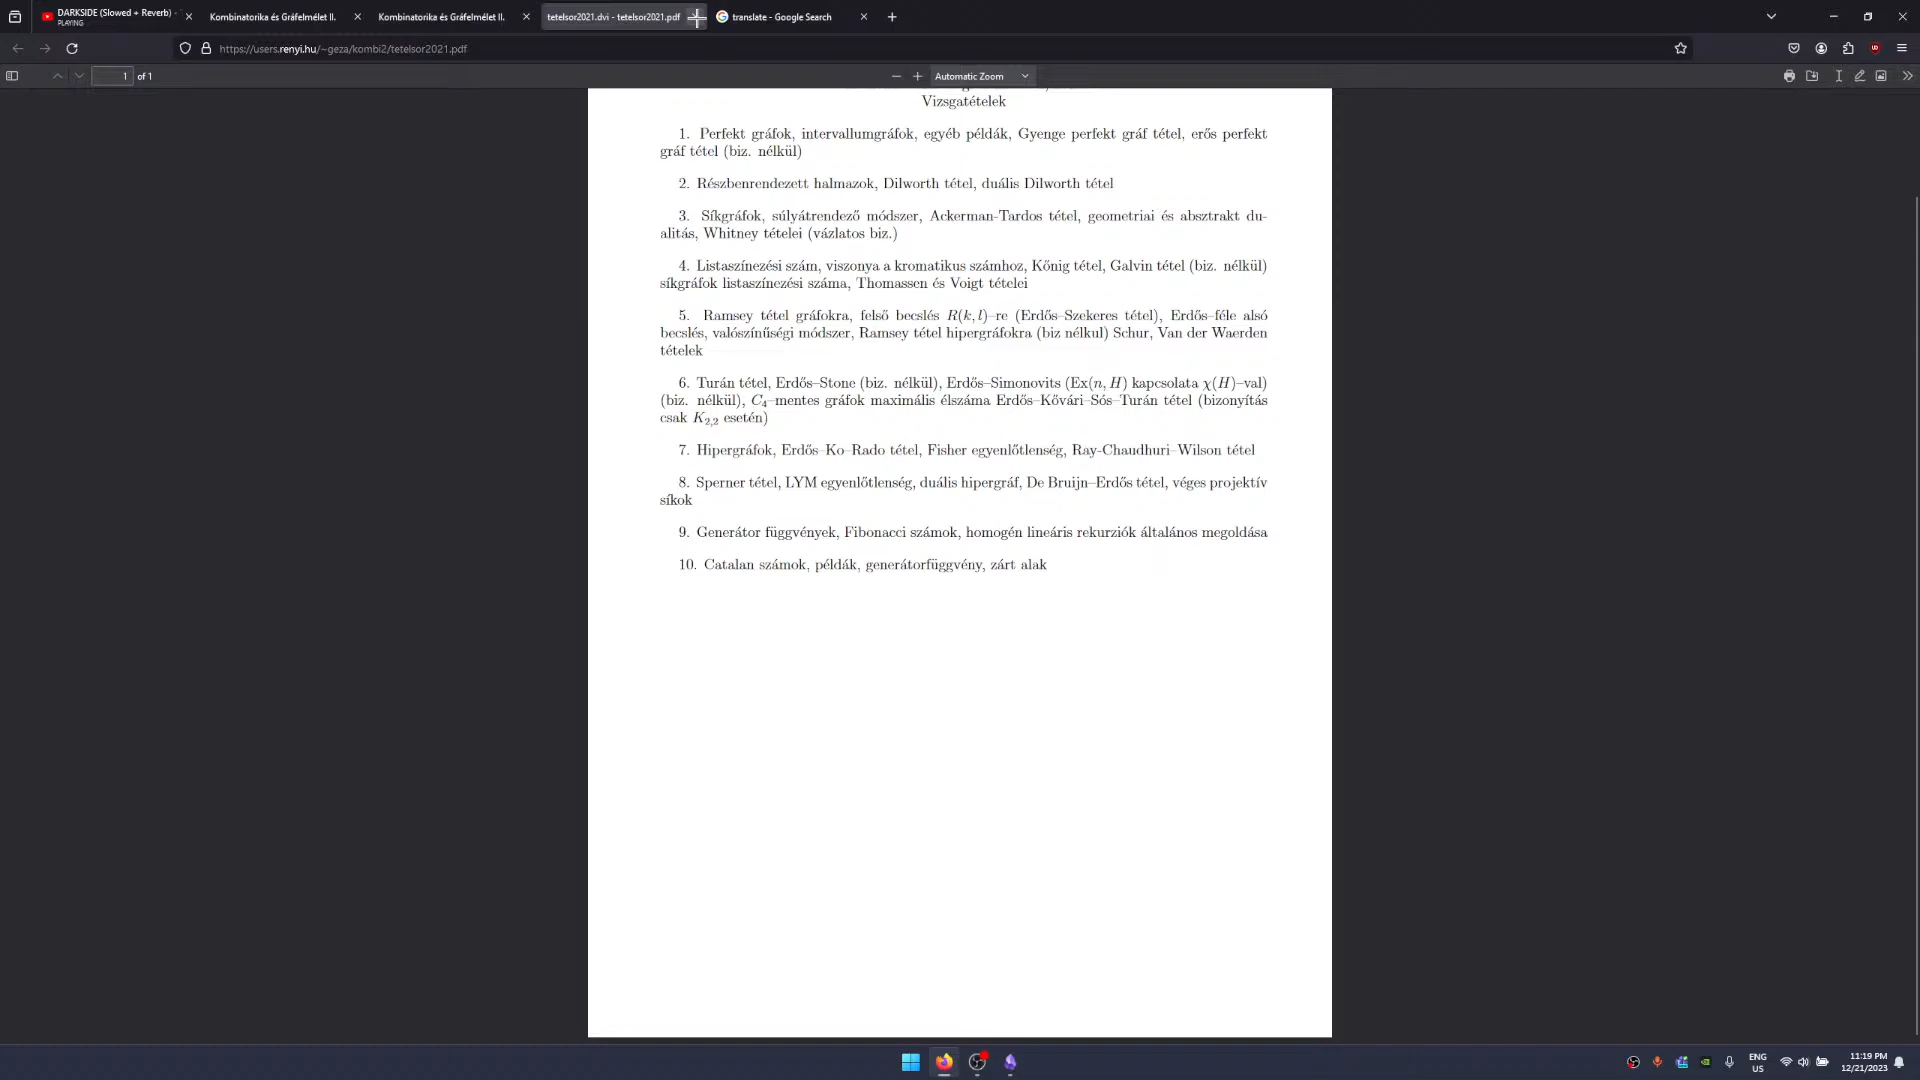 DARKSIDE (Slowed + Reverb) -
PLAYING
Kombinatorika és Gráfelmélet II.
Kombinatorika és Gráfelmélet II.
tetelsor2021.dvi - tetelsor2021.pdf
translate - Google Search
https://users.renyi.hu/~geza/kombi2/tetelsor2021.pdf
1 of 1
Automatic Zoom
Vizsgatételek
1. Perfekt gráfok, intervallumgráfok, egyéb példák, Gyenge perfekt gráf tétel, erős perfekt
gráf tétel (biz. nélkül)
2. Részbenrendezett halmazok, Dilworth tétel, duális Dilworth tétel
3. Síkgráfok, súlyátrendező módszer, Ackerman-Tardos tétel, geometriai és absztrakt du-
alitás, Whitney tételei (vázlatos biz.)
4. Listaszínezési szám, viszonya a kromatikus számhoz, Kőnig tétel, Galvin tétel (biz. nélkül)
síkgráfok listaszínezési száma, Thomassen és Voigt tételei
5. Ramsey tétel gráfokra, felső becslés R(k, l)–re (Erdős–Szekeres tétel), Erdős–féle alsó
becslés, valószínűségi módszer, Ramsey tétel hipergráfokra (biz nélkul) Schur, Van der Waerden
tételek
6. Turán tétel, Erdős–Stone (biz. nélkül), Erdős–Simonovits (Ex(n, H) kapcsolata χ(H)–val)
(biz. nélkül), C₄–mentes gráfok maximális élszáma Erdős–Kővári–Sós–Turán tétel (bizonyítás
csak K₂,₂ esetén)
7. Hipergráfok, Erdős–Ko–Rado tétel, Fisher egyenlőtlenség, Ray-Chaudhuri–Wilson tétel
8. Sperner tétel, LYM egyenlőtlenség, duális hipergráf, De Bruijn–Erdős tétel, véges projektív
síkok
9. Generátor függvények, Fibonacci számok, homogén lineáris rekurziók általános megoldása
10. Catalan számok, példák, generátorfüggvény, zárt alak
ENG
US
11:19 PM
12/21/2023